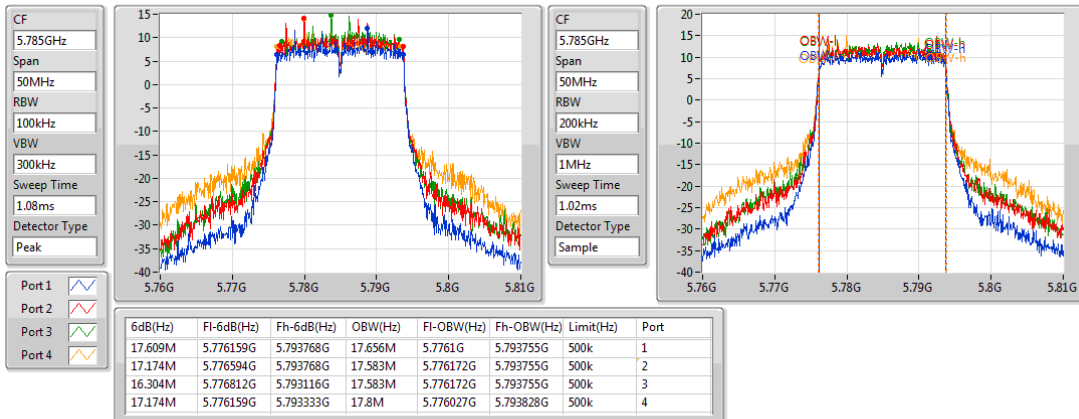 CF
5.785GHz
Span
50MHz
RBW
100kHz
VBW
300kHz
Sweep Time
1.08ms
Detector Type
Peak
15
10
5
0
-5
-10
-15
-20
-25
-30
-35
-40
5.76G 5.77G 5.78G 5.79G 5.8G 5.81G
CF
5.785GHz
Span
50MHz
RBW
200kHz
VBW
1MHz
Sweep Time
1.02ms
Detector Type
Sample
20
15
10
5
0
-5
-10
-15
-20
-25
-30
-35
-40
OBW-l
OBW-h
5.76G 5.77G 5.78G 5.79G 5.8G 5.81G
Port 1
Port 2
Port 3
Port 4
6dB(Hz) Fl-6dB(Hz) Fh-6dB(Hz) OBW(Hz) Fl-OBW(Hz) Fh-OBW(Hz) Limit(Hz) Port
17.609M 5.776159G 5.793768G 17.656M 5.7761G 5.793755G 500k 1
17.174M 5.776594G 5.793768G 17.583M 5.776172G 5.793755G 500k 2
16.304M 5.776812G 5.793116G 17.583M 5.776172G 5.793755G 500k 3
17.174M 5.776159G 5.793333G 17.8M 5.776027G 5.793828G 500k 4